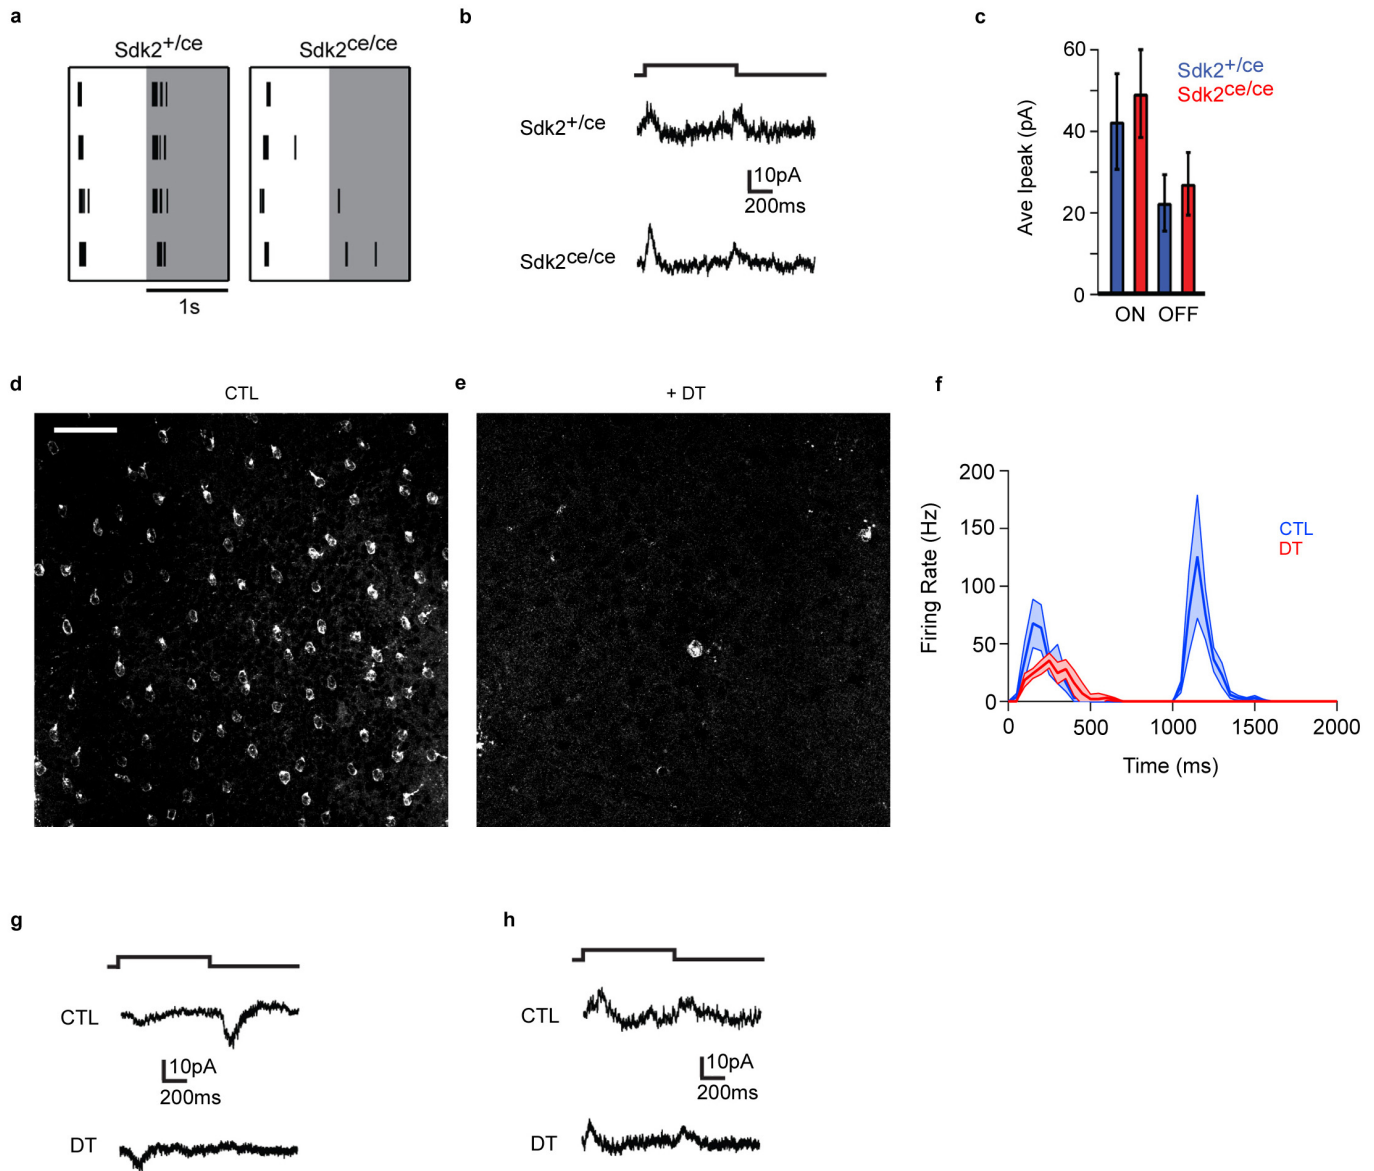 a
Sdk2+/ce
Sdk2ce/ce
1s
b
Sdk2+/ce
10pA
200ms
Sdk2ce/ce
c
60
40
20
0
Ave Ipeak (pA)
Sdk2+/ce
Sdk2ce/ce
ON OFF
d
CTL
e
+ DT
f
200
150
100
50
0
Firing Rate (Hz)
CTL
DT
0 500 1000 1500 2000
Time (ms)
g
CTL
10pA
200ms
DT
h
CTL
10pA
200ms
DT